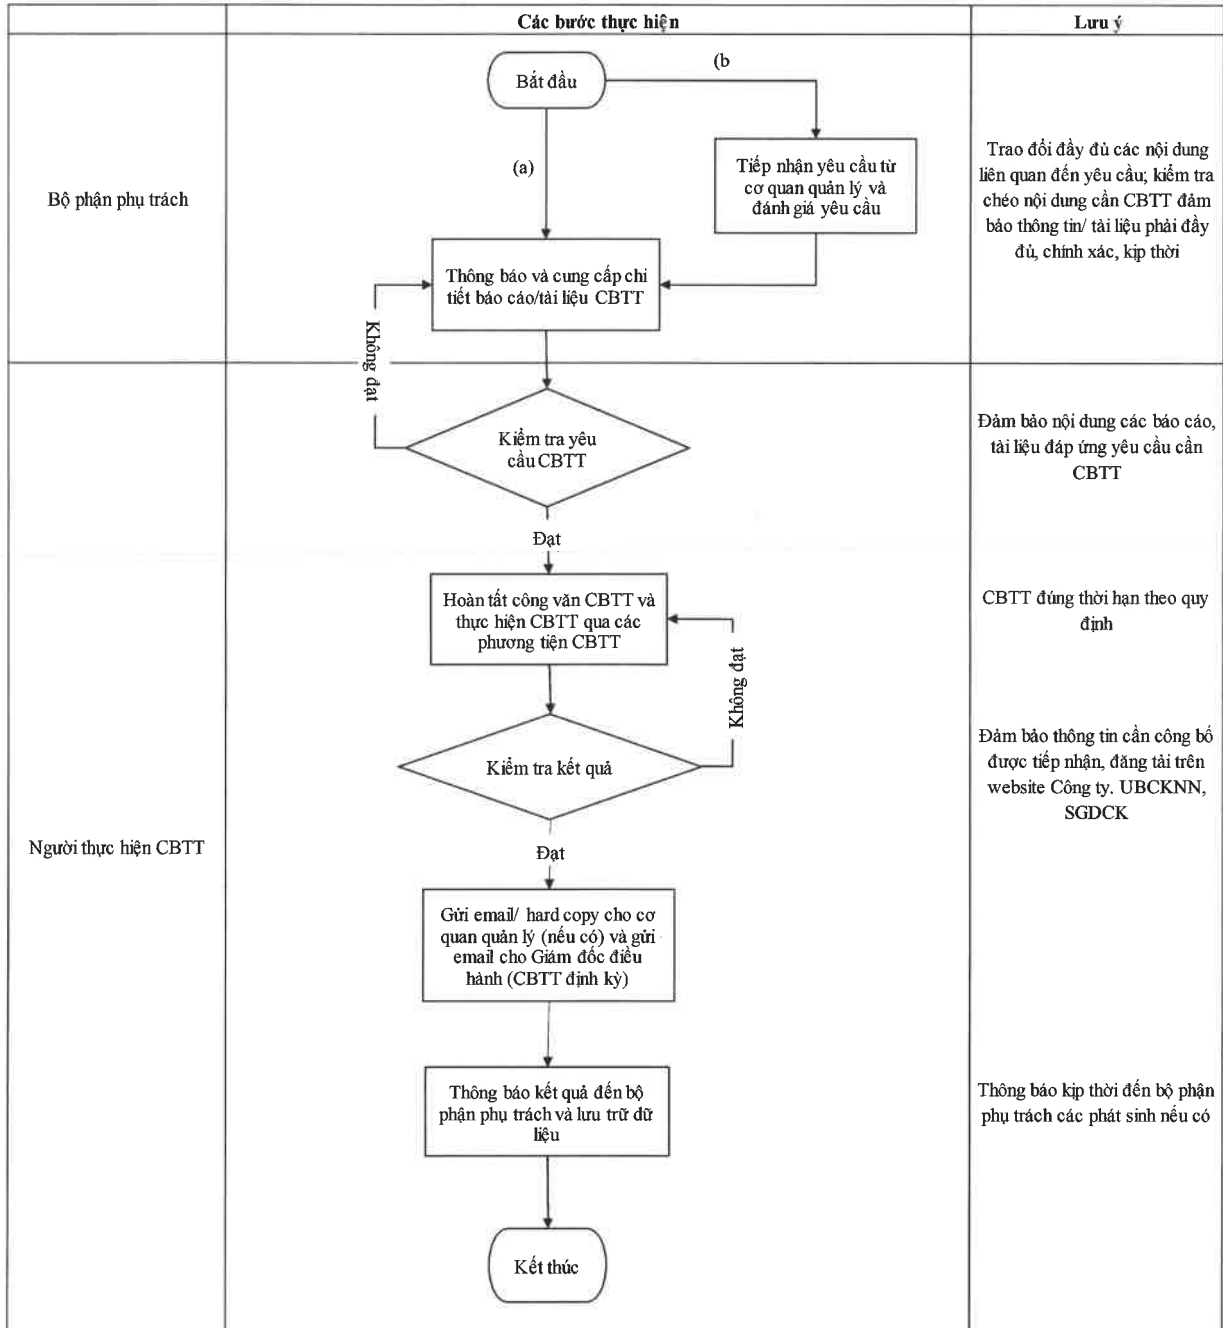 Các bước thực hiện
Lưu ý
Bắt đầu
(b
(a)
Bộ phận phụ trách
Tiếp nhận yêu cầu từ
cơ quan quản lý và
đánh giá yêu cầu
Trao đổi đầy đủ các nội dung
liên quan đến yêu cầu; kiểm tra
chéo nội dung cần CBTT đảm
bảo thông tin/ tài liệu phải đầy
đủ, chính xác, kịp thời
Thông báo và cung cấp chi
tiết báo cáo/tài liệu CBTT
Không đạt
Kiểm tra yêu
cầu CBTT
Đảm bảo nội dung các báo cáo,
tài liệu đáp ứng yêu cầu cần
CBTT
Đạt
Hoàn tất công văn CBTT và
thực hiện CBTT qua các
phương tiện CBTT
CBTT đúng thời hạn theo quy
định
Không đạt
Kiểm tra kết quả
Đảm bảo thông tin cần công bố
được tiếp nhận, đăng tải trên
website Công ty. UBCKNN,
SGDCK
Người thực hiện CBTT
Đạt
Gửi email/ hard copy cho cơ
quan quản lý (nếu có) và gửi
email cho Giám đốc điều
hành (CBTT định kỳ)
Thông báo kết quả đến bộ
phận phụ trách và lưu trữ dữ
liệu
Thông báo kịp thời đến bộ phận
phụ trách các phát sinh nếu có
Kết thúc